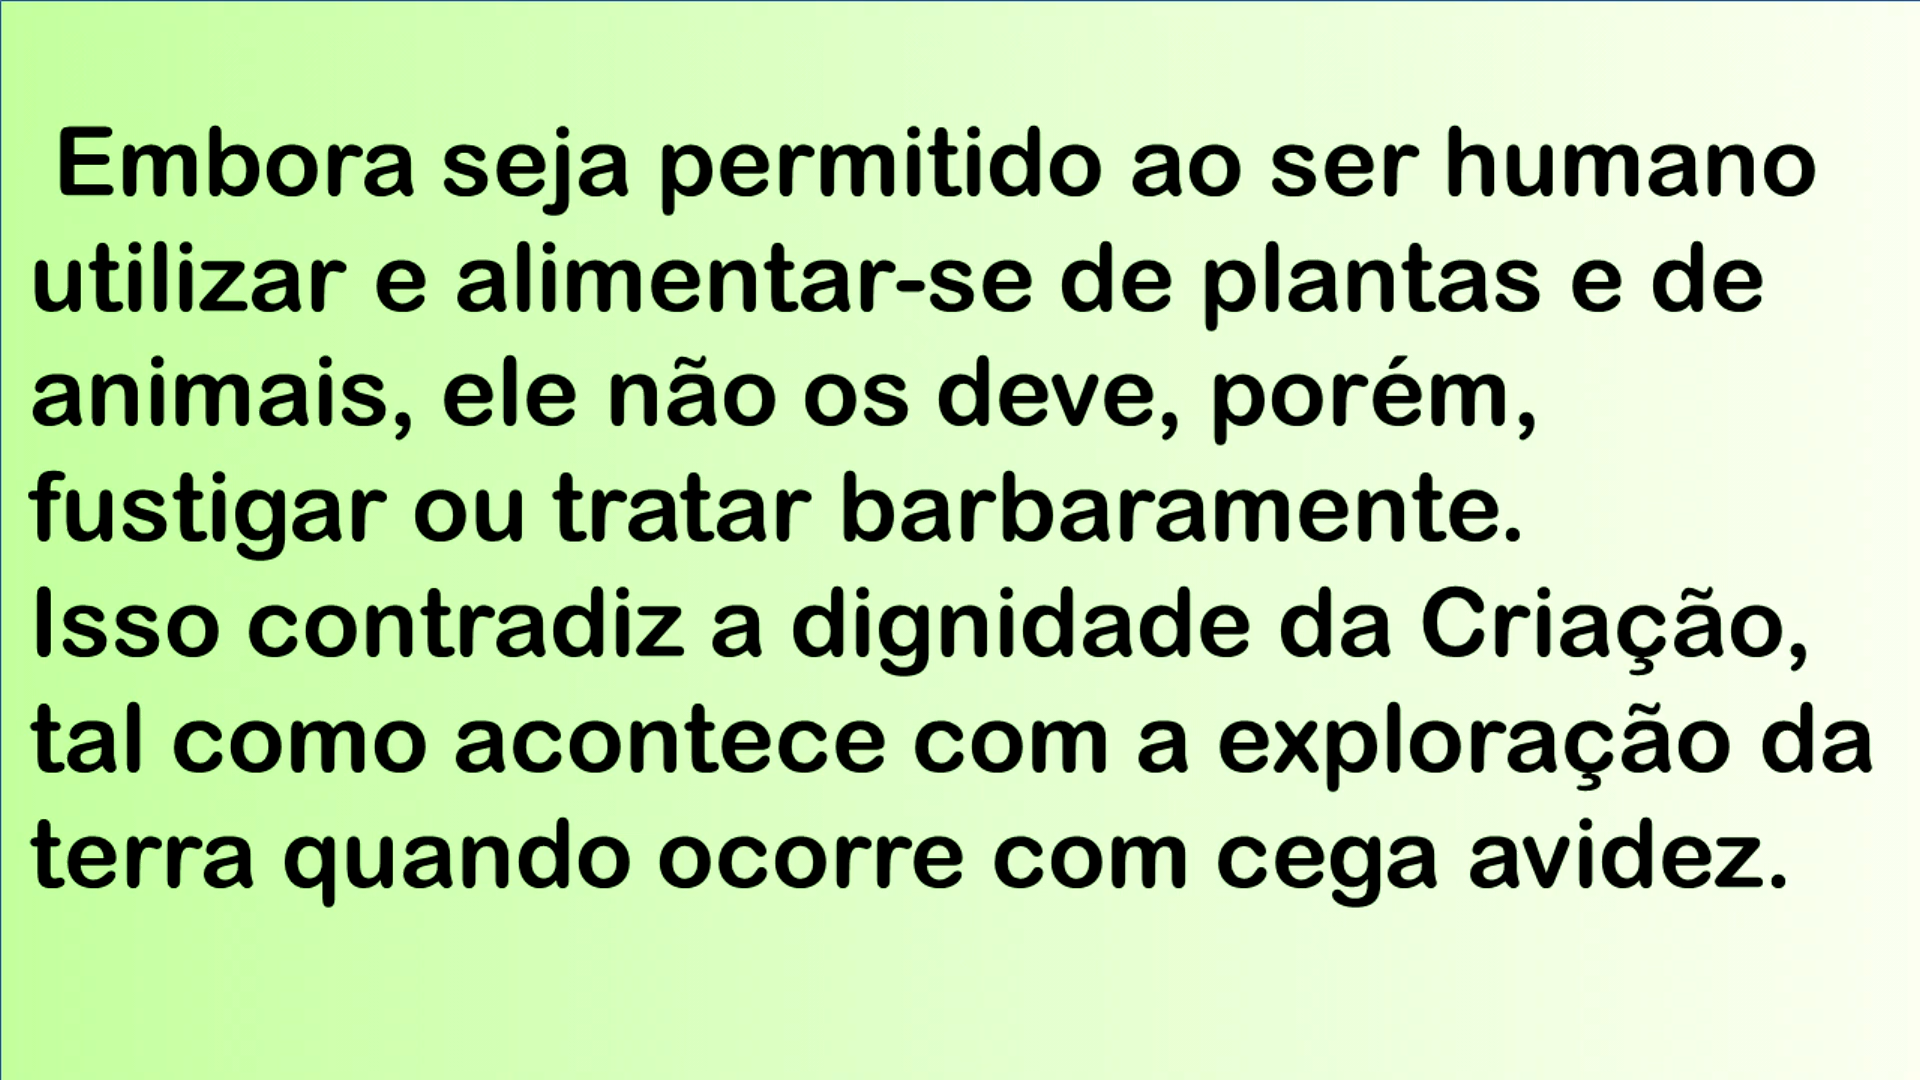 Embora seja permitido ao ser humano
utilizar e alimentar-se de plantas e de
animais, ele não os deve, porém,
fustigar ou tratar barbaramente.
Isso contradiz a dignidade da Criação,
tal como acontece com a exploração da
terra quando ocorre com cega avidez.